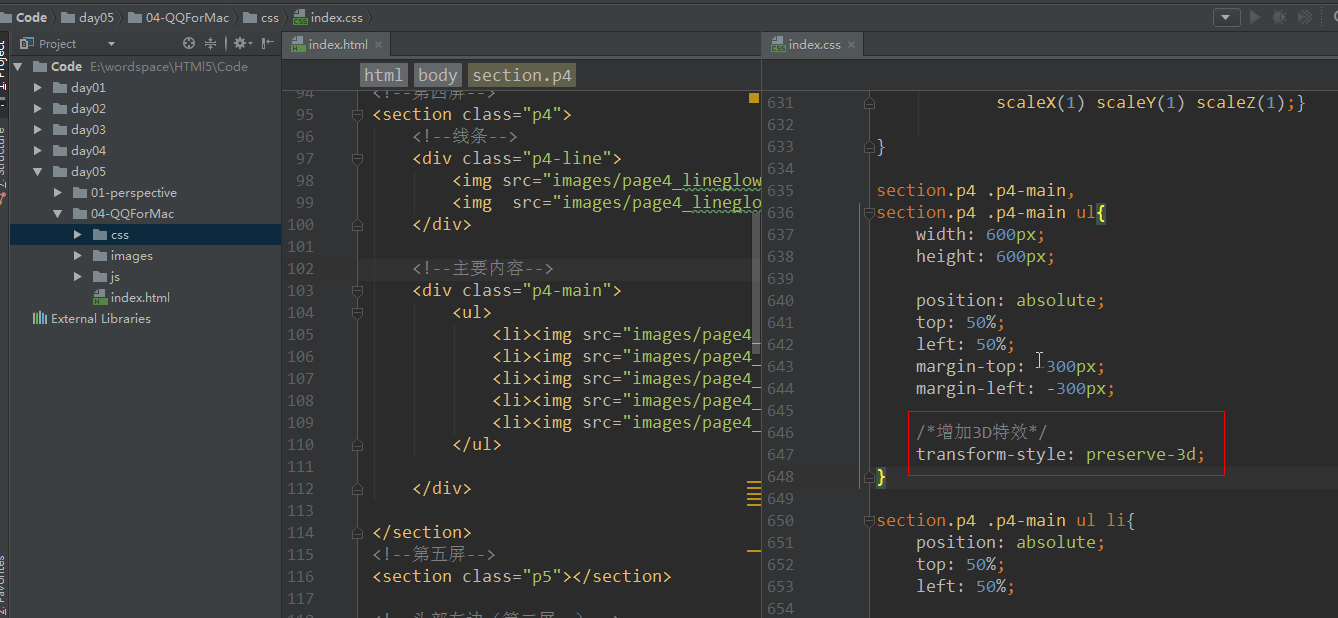 Code day05 04-QQForMac css index.css
Project
index.html
index.css
Code E:\wordspace\HTMl5\Code
day01
day02
day03
day04
day05
01-perspective
04-QQForMac
css
images
js
index.html
External Libraries
html body section.p4
94 <!--第四屏-->
95 <section class="p4">
96 <!--线条-->
97 <div class="p4-line">
98 <img src="images/page4_lineglow
99 <img  src="images/page4_lineglo
100 </div>
101
102 <!--主要内容-->
103 <div class="p4-main">
104 <ul>
105 <li><img src="images/page4_
106 <li><img src="images/page4_
107 <li><img src="images/page4_
108 <li><img src="images/page4_
109 <li><img src="images/page4_
110 </ul>
111
112 </div>
113
114 </section>
115 <!--第五屏-->
116 <section class="p5"></section>
117
631 scaleX(1) scaleY(1) scaleZ(1);}
632
633 }
634
635 section.p4 .p4-main,
636 section.p4 .p4-main ul{
637 width: 600px;
638 height: 600px;
639
640 position: absolute;
641 top: 50%;
642 left: 50%;
643 margin-top: -300px;
644 margin-left: -300px;
645
646 /*增加3D特效*/
647 transform-style: preserve-3d;
648 }
649
650 section.p4 .p4-main ul li{
651 position: absolute;
652 top: 50%;
653 left: 50%;
654